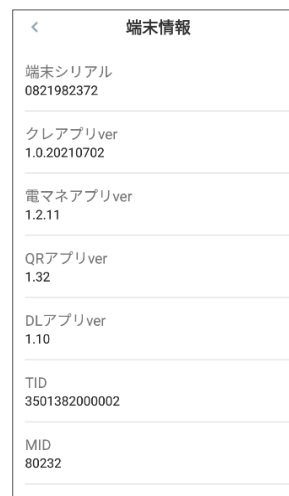 端末情報
端末シリアル
0821982372
クレアプリver
1.0.20210702
電マネアプリver
1.2.11
QRアプリver
1.32
DLアプリver
1.10
TID
3501382000002
MID
80232